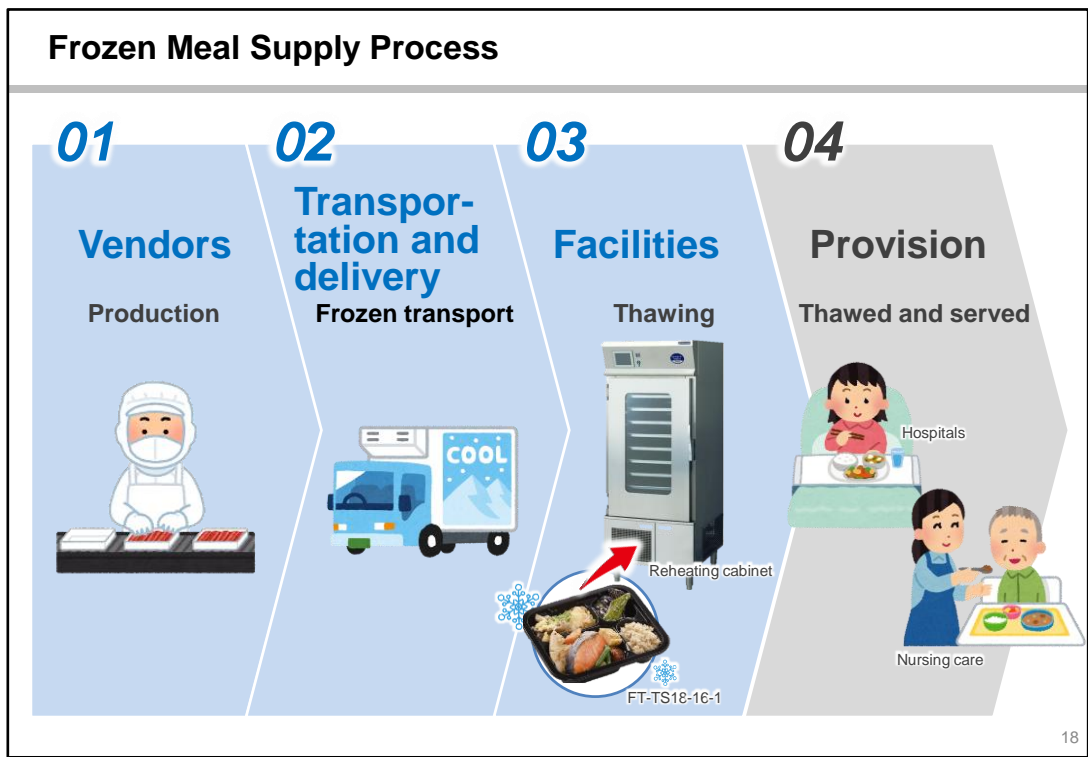 Frozen Meal Supply Process
01
02
03
04
Vendors
Transpor-
tation and
delivery
Facilities
Provision
Production
Frozen transport
Thawing
Thawed and served
COOL
Hospitals
Reheating cabinet
Nursing care
FT-TS18-16-1
18